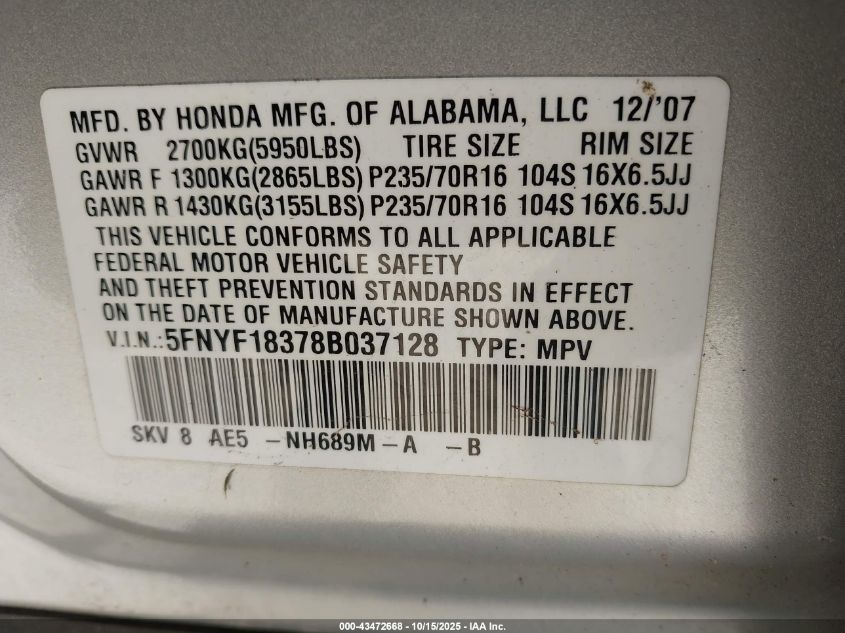 MFD. BY HONDA MFG. OF ALABAMA, LLC 12/'07
GVWR 2700KG(5950LBS) TIRE SIZE RIM SIZE
GAWR F 1300KG(2865LBS) P235/70R16 104S 16X6.5JJ
GAWR R 1430KG(3155LBS) P235/70R16 104S 16X6.5JJ
THIS VEHICLE CONFORMS TO ALL APPLICABLE
FEDERAL MOTOR VEHICLE SAFETY
AND THEFT PREVENTION STANDARDS IN EFFECT
ON THE DATE OF MANUFACTURE SHOWN ABOVE.
V.I.N.:5FNYF18378B037128 TYPE: MPV
SKV 8 AE5 -NH689M-A -B
000-43472668 - 10/15/2025 - IAA Inc.